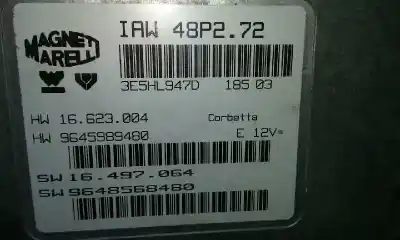 MAGNETI
MARELLI
IAW 48P2.72
3E5HL947D 185 03
HW 16.623.004 Corbetta
HW 9645989480 E 12V=
SW 16.497.064
SW 9648568480